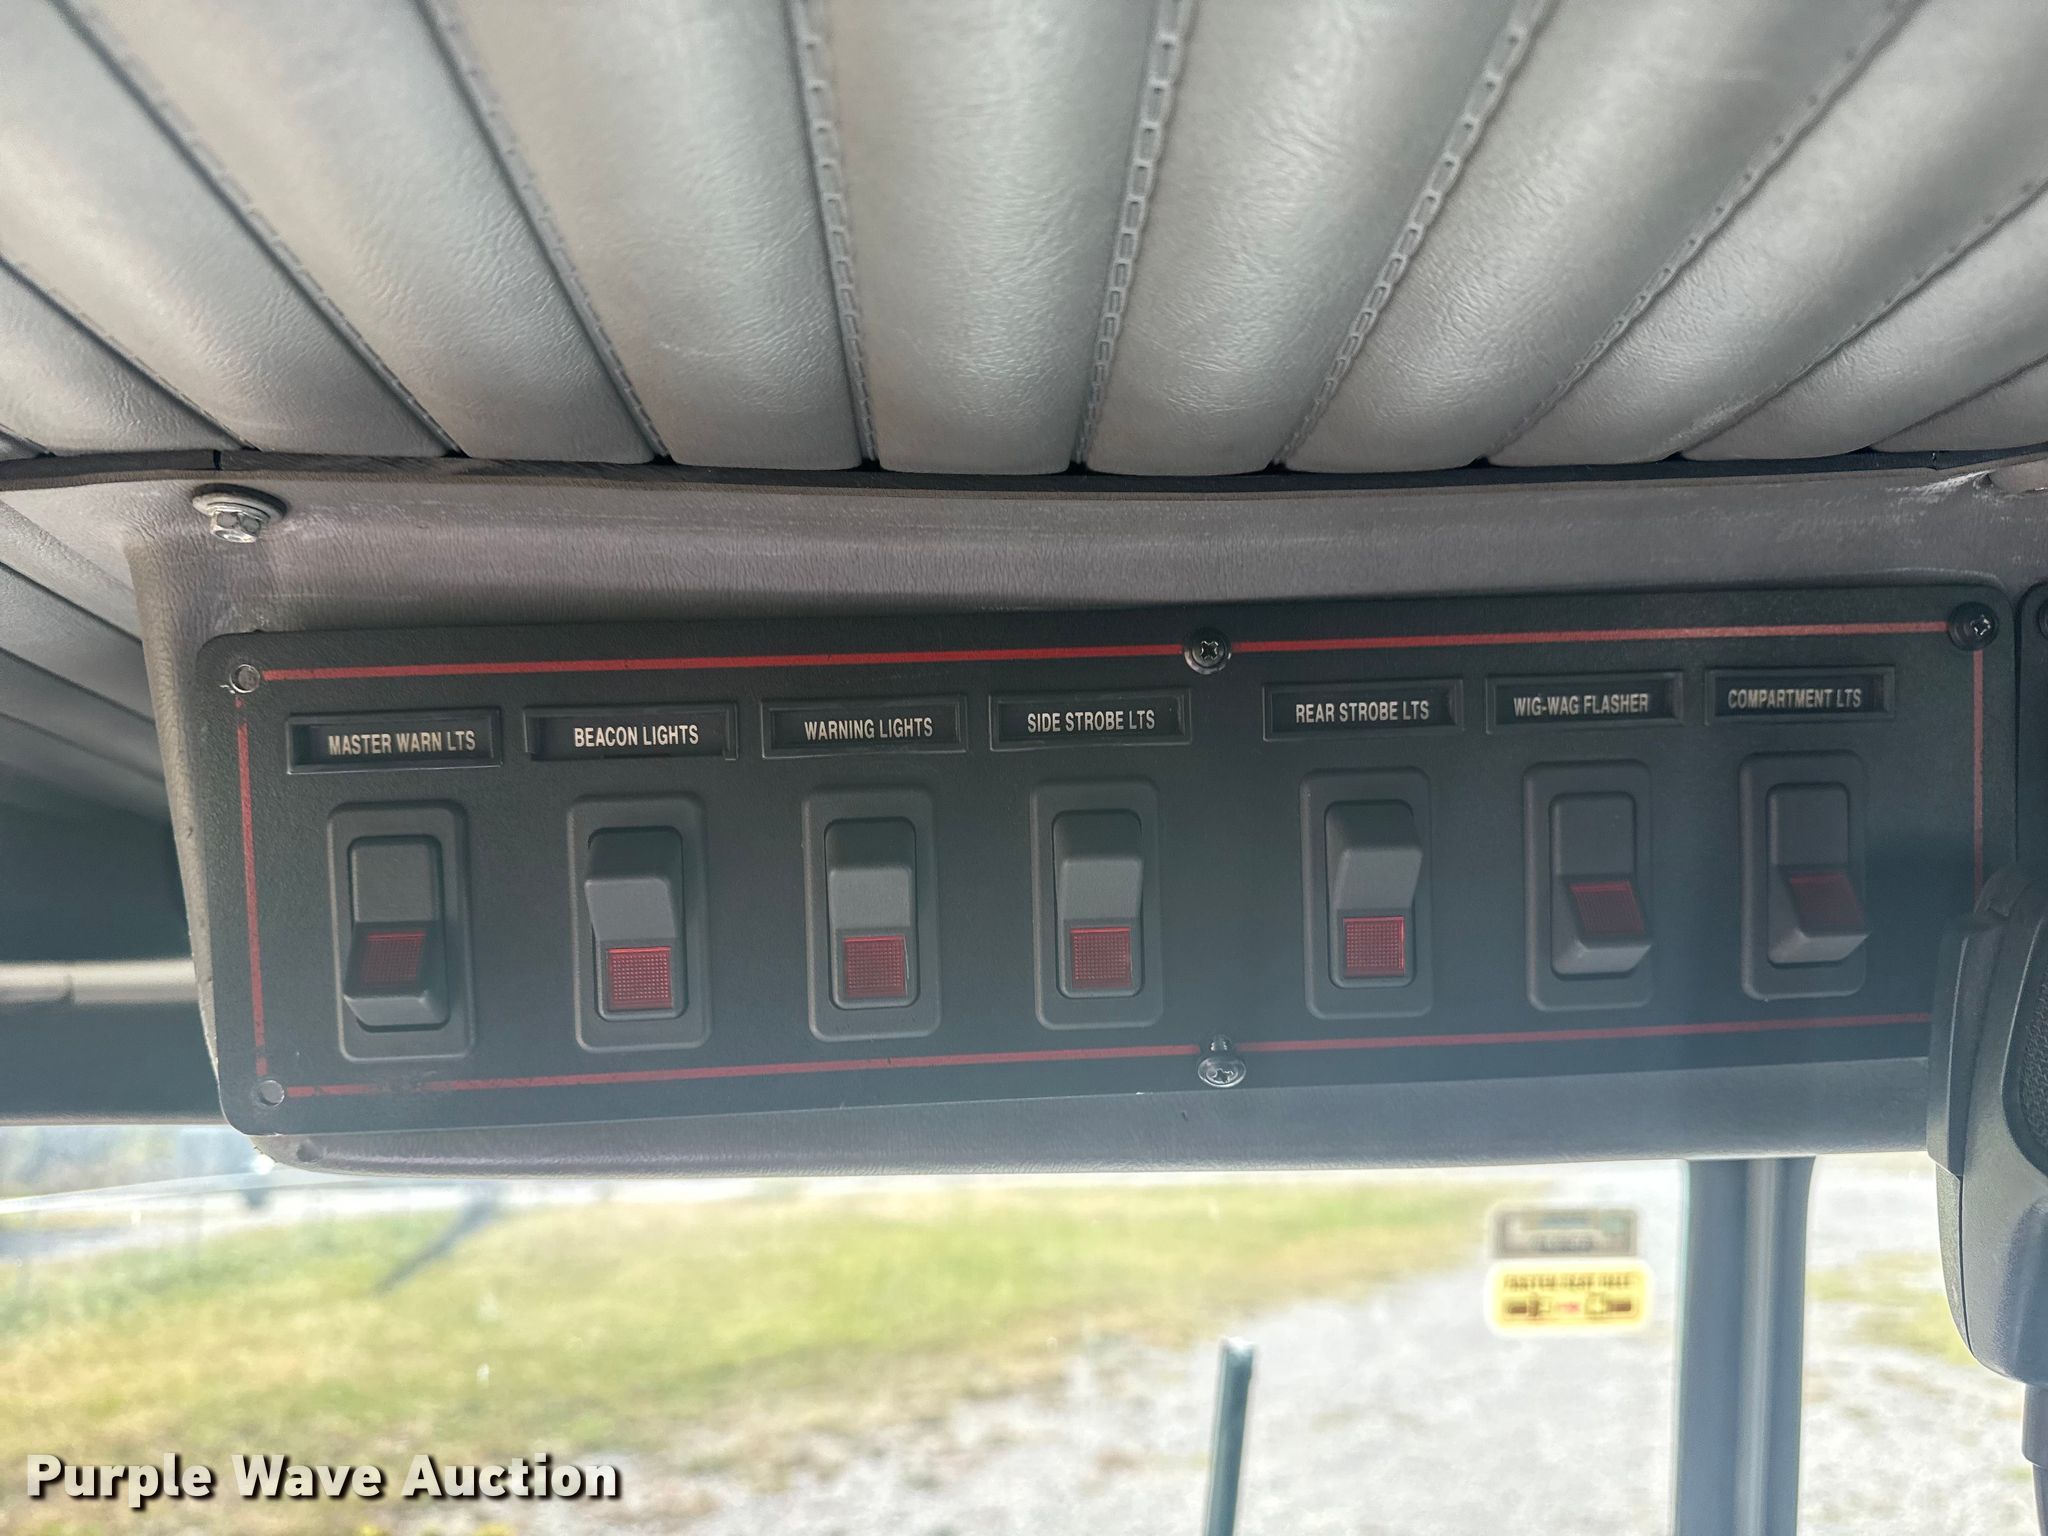 MASTER WARN LTS
BEACON LIGHTS
WARNING LIGHTS
SIDE STROBE LTS
REAR STROBE LTS
WIG-WAG FLASHER
COMPARTMENT LTS
Purple Wave Auction